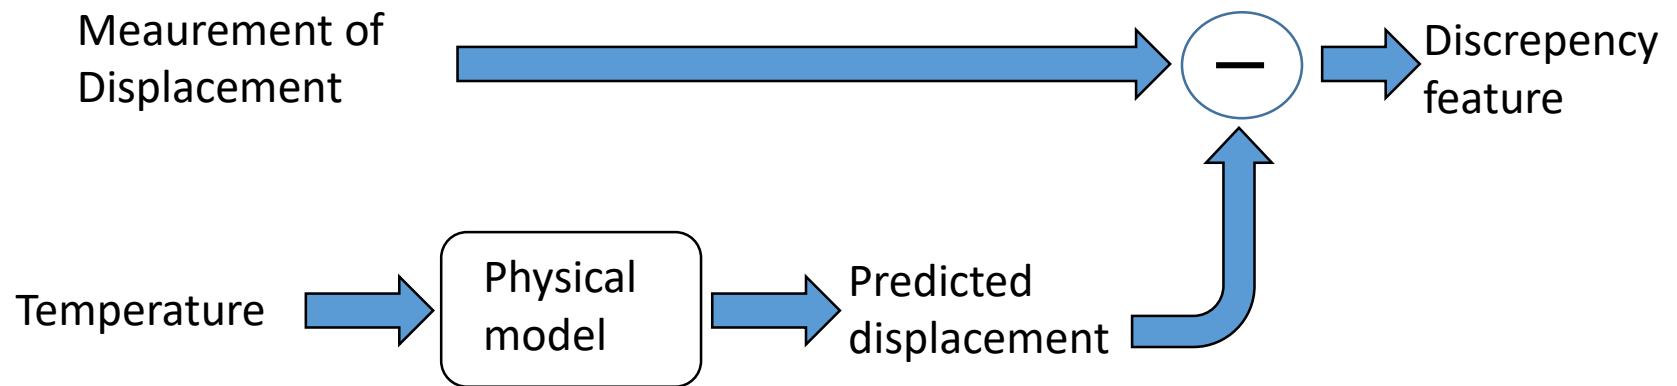 Meaurement of
Displacement
—
Discrepency
feature
Temperature
Physical
model
Predicted
displacement